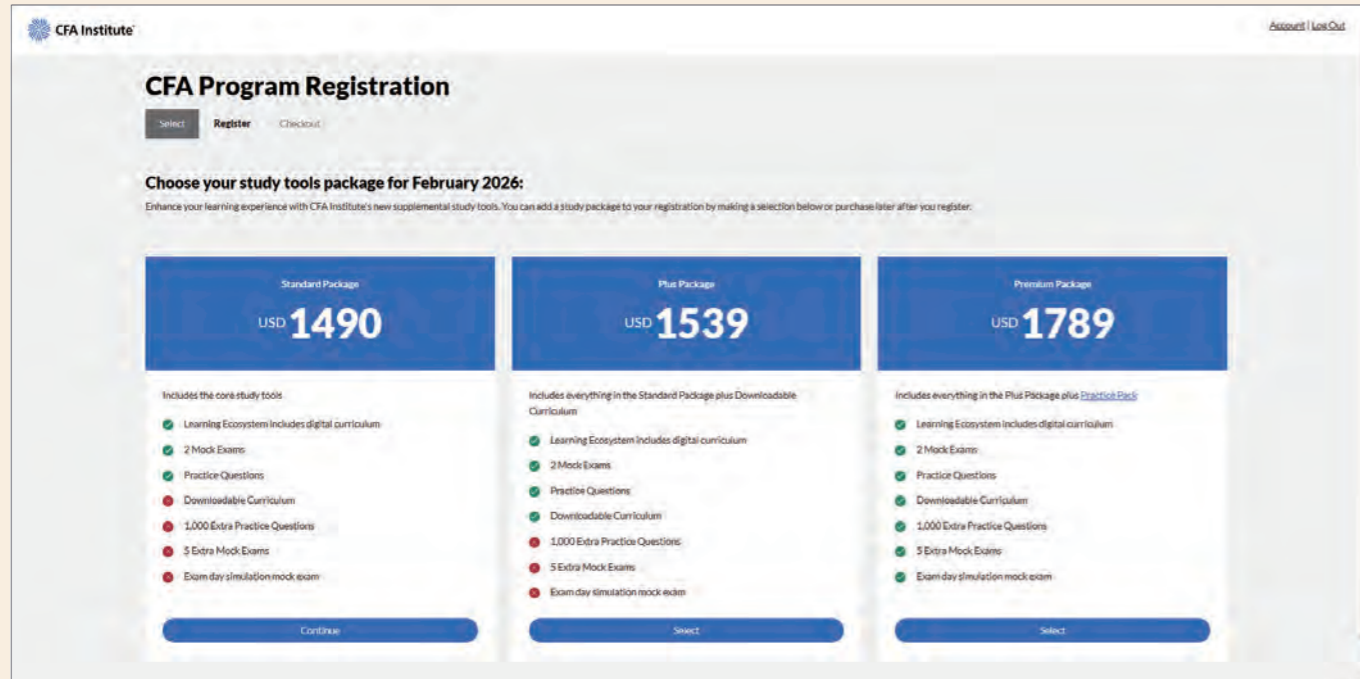 CFA Institute
Account | Log Out
CFA Program Registration
Select
Register
Checkout
Choose your study tools package for February 2026:
Enhance your learning experience with CFA Institute's new supplemental study tools. You can add a study package to your registration by making a selection below or purchase later after you register.
Standard Package
USD 1490
Includes the core study tools
Learning Ecosystem includes digital curriculum
2 Mock Exams
Practice Questions
Downloadable Curriculum
1,000 Extra Practice Questions
5 Extra Mock Exams
Exam day simulation mock exam
Continue
Plus Package
USD 1539
Includes everything in the Standard Package plus Downloadable
Curriculum
Learning Ecosystem includes digital curriculum
2 Mock Exams
Practice Questions
Downloadable Curriculum
1,000 Extra Practice Questions
5 Extra Mock Exams
Exam day simulation mock exam
Select
Premium Package
USD 1789
Includes everything in the Plus Package plus Practice Pack
Learning Ecosystem includes digital curriculum
2 Mock Exams
Practice Questions
Downloadable Curriculum
1,000 Extra Practice Questions
5 Extra Mock Exams
Exam day simulation mock exam
Select